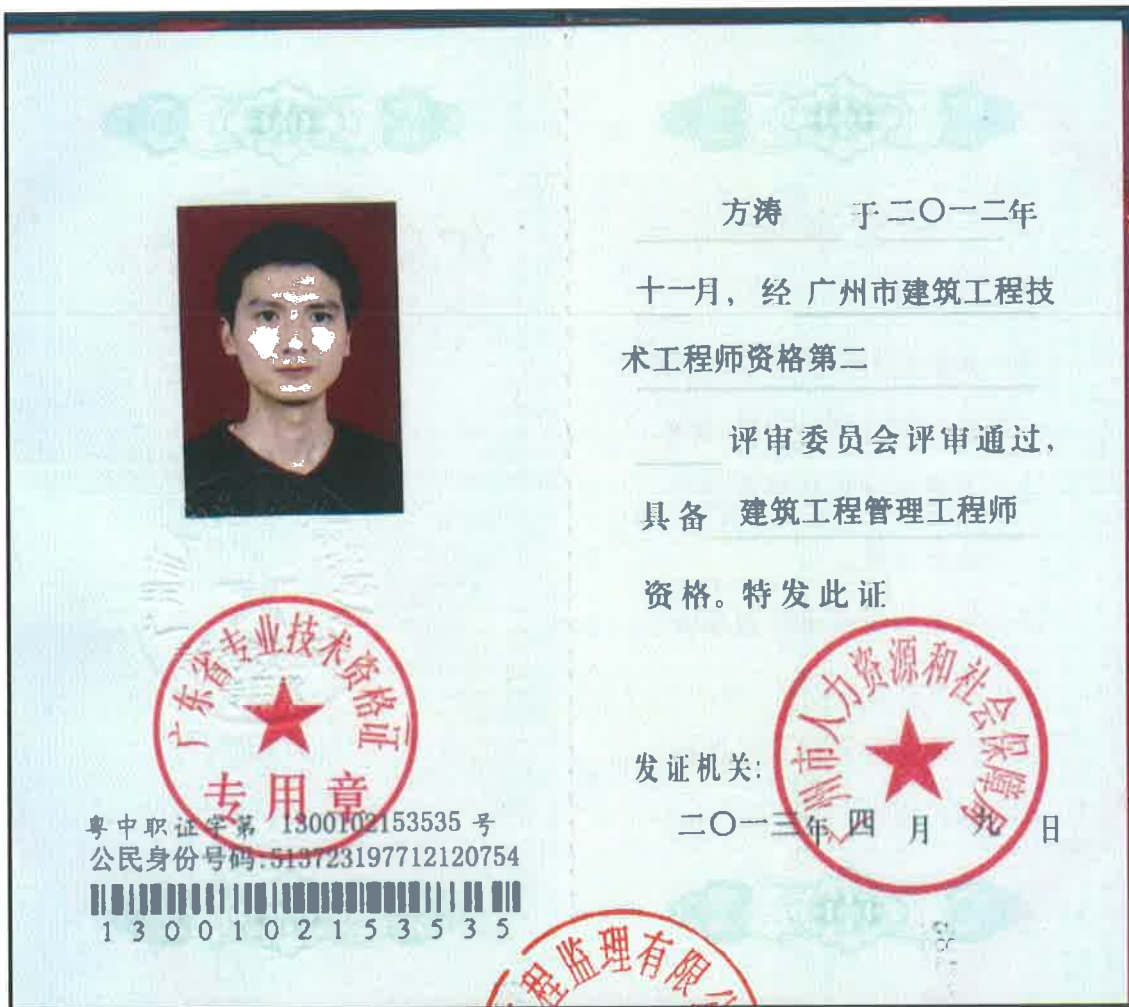 方涛 于二〇一二年
十一月，经 广州市建筑工程技
术工程师资格第二
评审委员会评审通过，
具备 建筑工程管理工程师
资格。特发此证
广东省专业技术资格证
专用章
粤中职证字第 1300102153535 号
公民身份号码:513723197712120754
1300102153535
广州市人力资源和社会保障局
发证机关:
二〇一三年 四 月 九 日
工程监理有限公